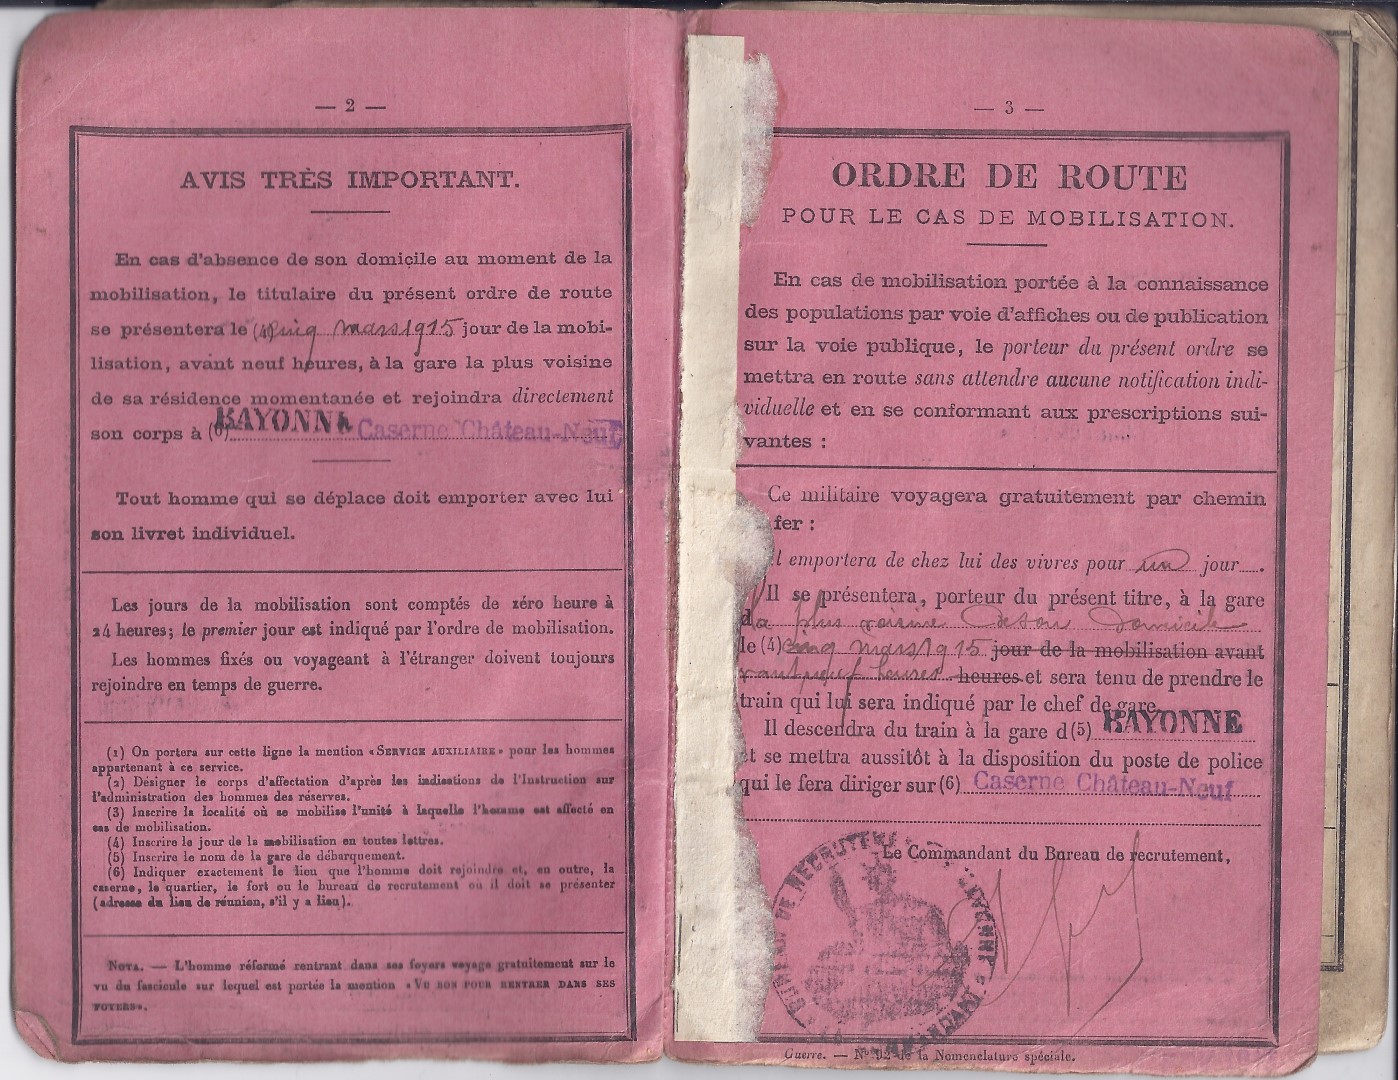 — 2 —
AVIS TRÈS IMPORTANT.
En cas d'absence de son domicile au moment de la
mobilisation, le titulaire du présent ordre de route
se présentera le (4) cinq mars 1915 jour de la mobi-
lisation, avant neuf heures, à la gare la plus voisine
de sa résidence momentanée et rejoindra directement
son corps à (6) BAYONNE Caserne Château-Neuf
Tout homme qui se déplace doit emporter avec lui
son livret individuel.
Les jours de la mobilisation sont comptés de zéro heure à
24 heures; le premier jour est indiqué par l'ordre de mobilisation.
Les hommes fixés ou voyageant à l'étranger doivent toujours
rejoindre en temps de guerre.
(1) On portera sur cette ligne la mention « SERVICE AUXILIAIRE » pour les hommes
appartenant à ce service.
(2) Désigner le corps d'affectation d'après les indications de l'Instruction sur
l'administration des hommes des réserves.
(3) Inscrire la localité où se mobilise l'unité à laquelle l'homme est affecté en
cas de mobilisation.
(4) Inscrire le jour de la mobilisation en toutes lettres.
(5) Inscrire le nom de la gare de débarquement.
(6) Indiquer exactement le lieu que l'homme doit rejoindre et, en outre, la
caserne, le quartier, le fort ou le bureau de recrutement où il doit se présenter
(adresse du lieu de réunion, s'il y a lieu).
NOTA. — L'homme réformé rentrant dans ses foyers voyage gratuitement sur le
vu du fascicule sur lequel est portée la mention « VU BON POUR RENTRER DANS SES
FOYERS ».
— 3 —
ORDRE DE ROUTE
POUR LE CAS DE MOBILISATION.
En cas de mobilisation portée à la connaissance
des populations par voie d'affiches ou de publication
sur la voie publique, le porteur du présent ordre se
mettra en route sans attendre aucune notification indi-
viduelle et en se conformant aux prescriptions sui-
vantes :
Ce militaire voyagera gratuitement par chemin
fer :
Il emportera de chez lui des vivres pour un jour .
Il se présentera, porteur du présent titre, à la gare
d la plus voisine de son domicile
le (4) cinq mars 1915 jour de la mobilisation avant
avant neuf heures heures et sera tenu de prendre le
train qui lui sera indiqué par le chef de gare.
Il descendra du train à la gare d (5) BAYONNE
et se mettra aussitôt à la disposition du poste de police
qui le fera diriger sur (6) Caserne Château-Neuf
Le Commandant du Bureau de recrutement,
DE RECRUTEMENT
Guerre. — N° 92 de la Nomenclature spéciale.